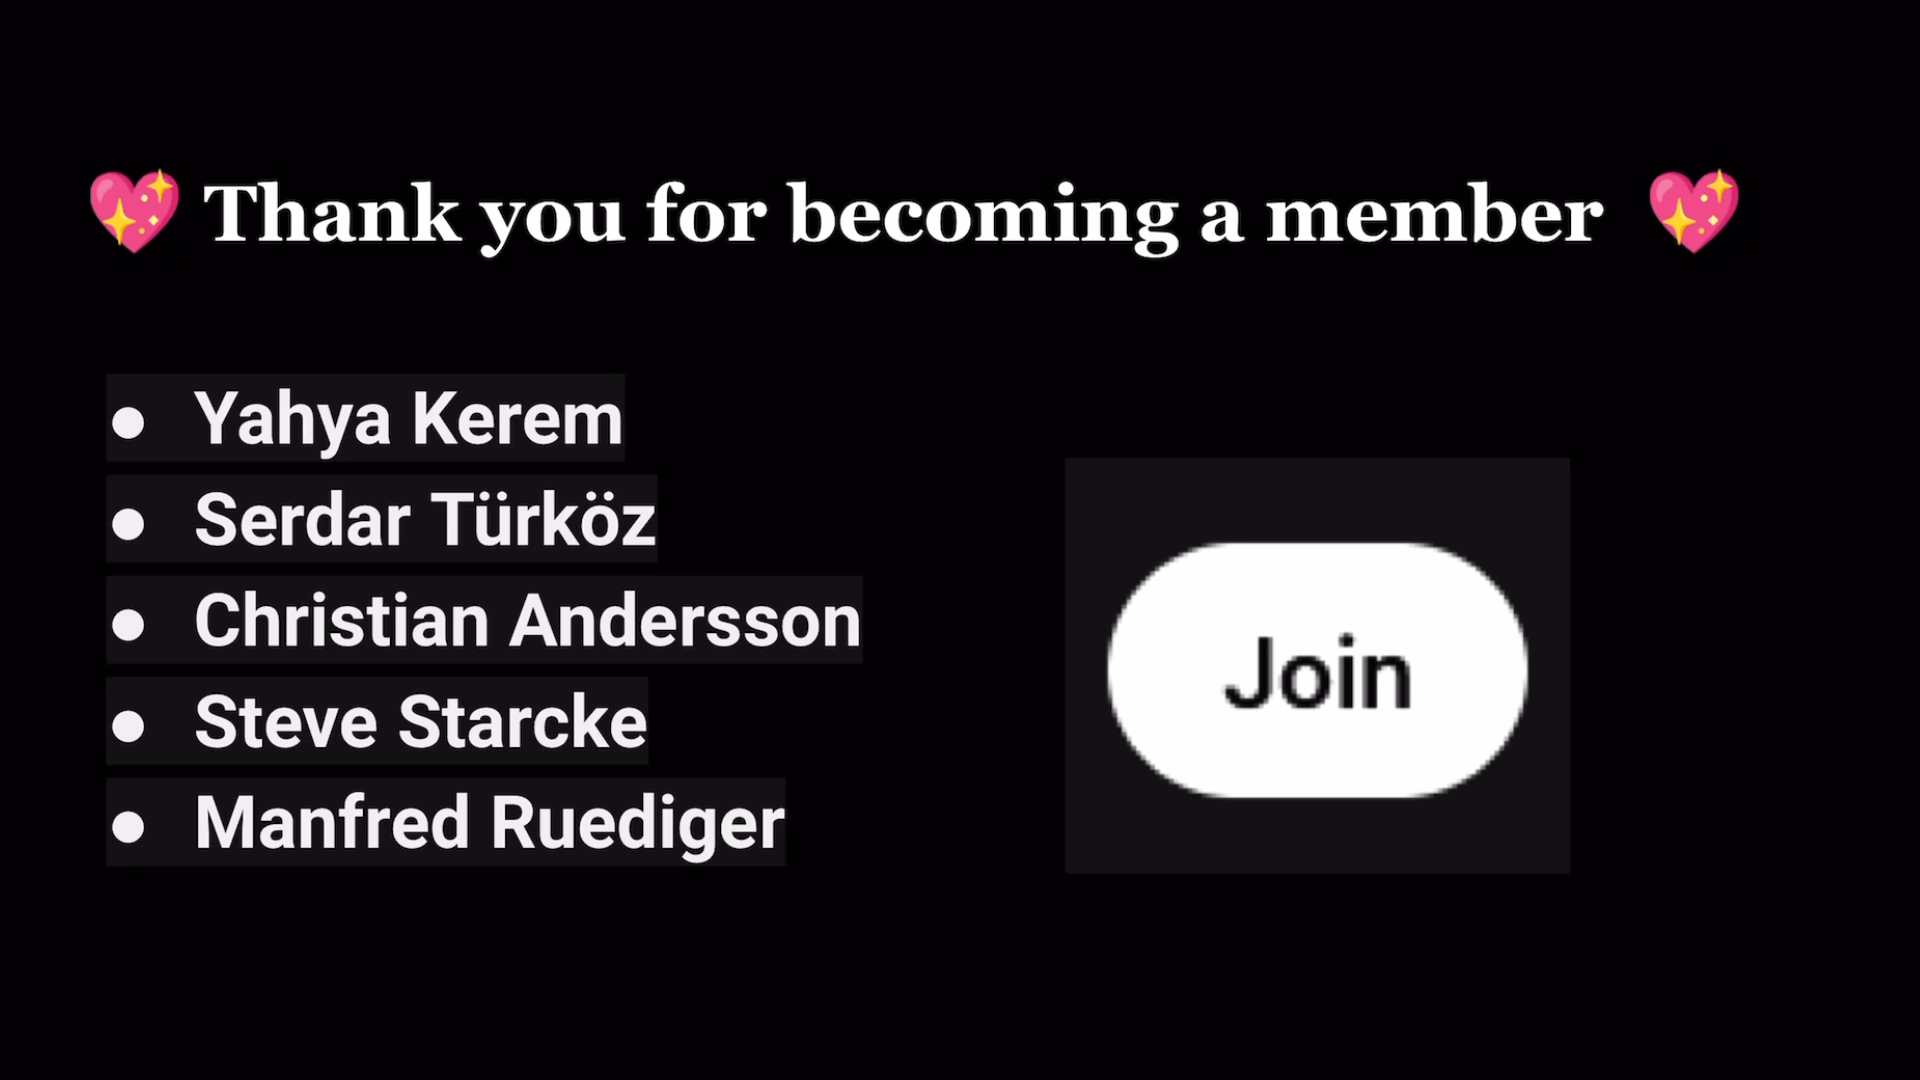 💖 Thank you for becoming a member 💖
● Yahya Kerem
● Serdar Türköz
● Christian Andersson
● Steve Starcke
● Manfred Ruediger
Join